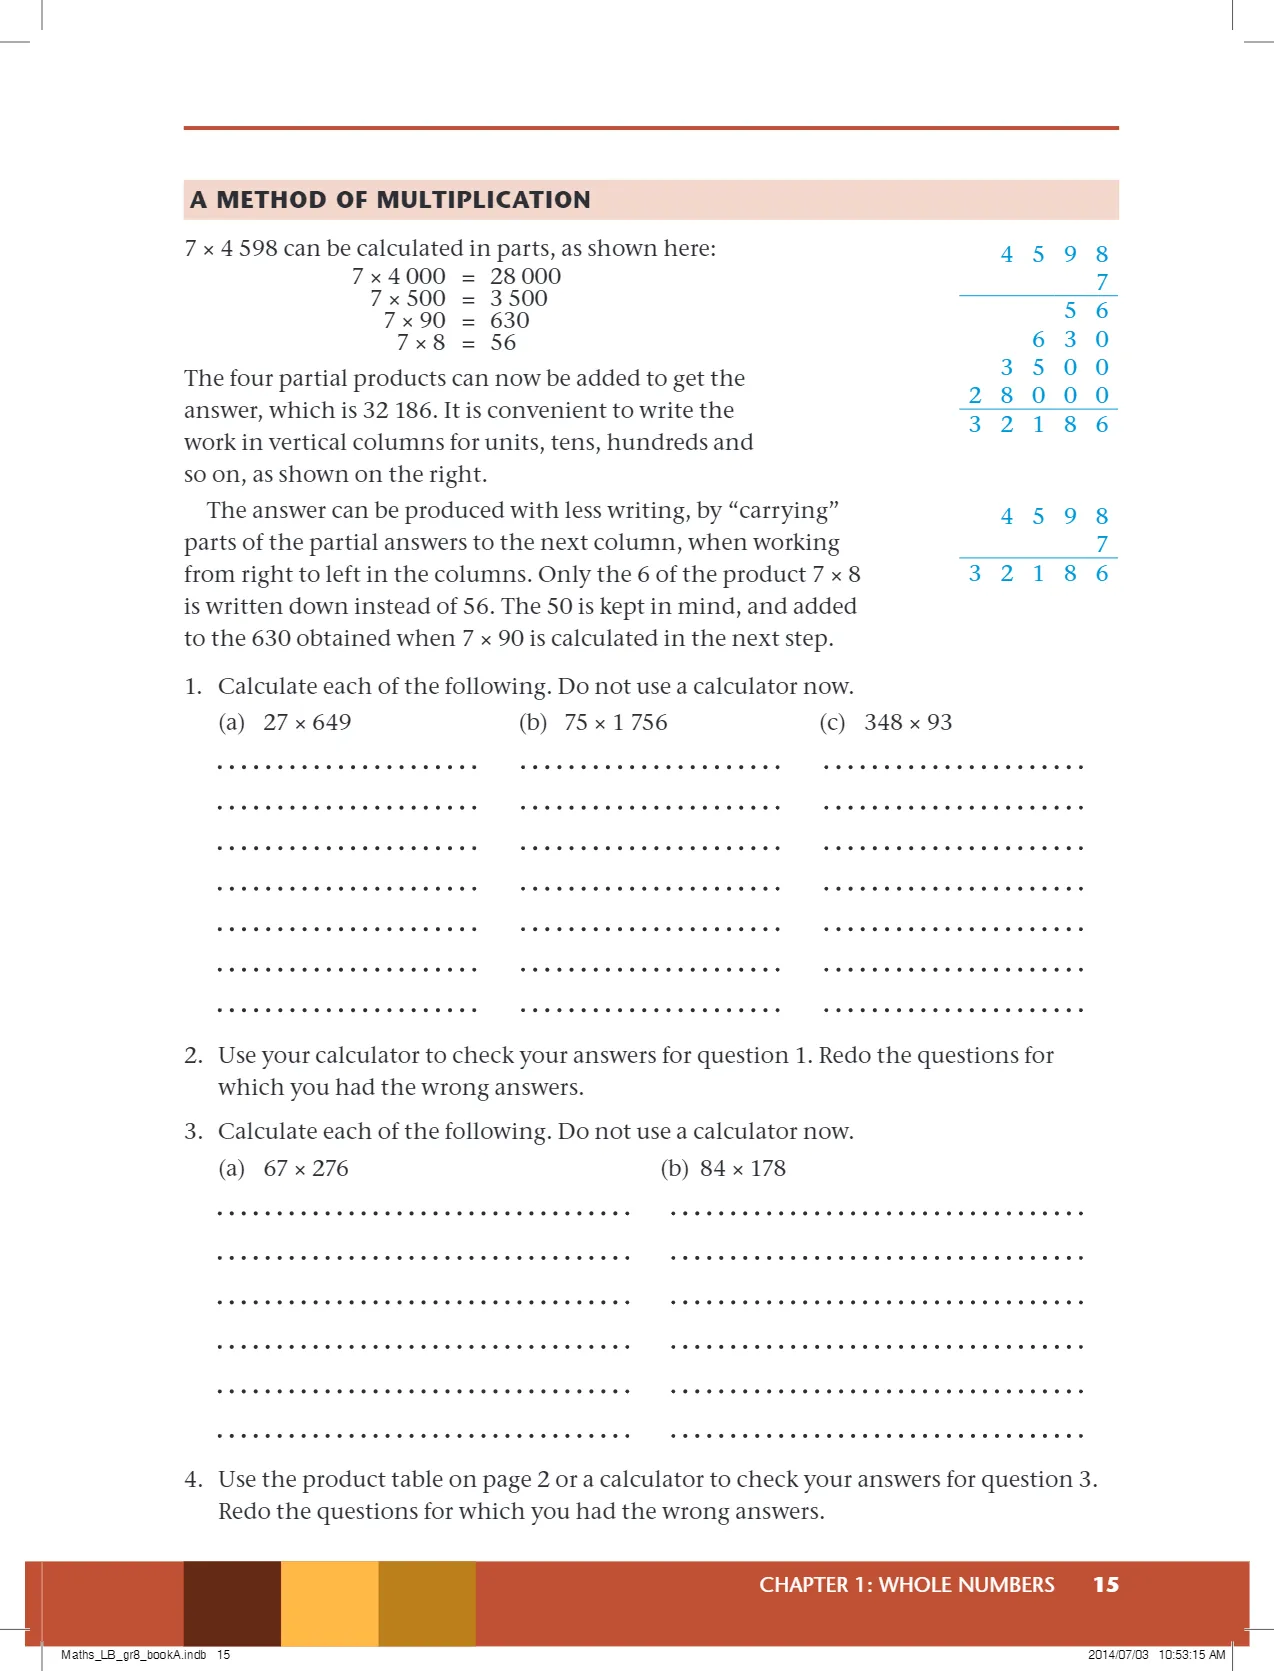 A METHOD OF MULTIPLICATION
7 × 4 598 can be calculated in parts, as shown here:
7 × 4 000 = 28 000
7 × 500 = 3 500
7 × 90 = 630
7 × 8 = 56
The four partial products can now be added to get the
answer, which is 32 186. It is convenient to write the
work in vertical columns for units, tens, hundreds and
so on, as shown on the right.
4 5 9 8
7
5 6
6 3 0
3 5 0 0
2 8 0 0 0
3 2 1 8 6
The answer can be produced with less writing, by “carrying”
parts of the partial answers to the next column, when working
from right to left in the columns. Only the 6 of the product 7 × 8
is written down instead of 56. The 50 is kept in mind, and added
to the 630 obtained when 7 × 90 is calculated in the next step.
4 5 9 8
7
3 2 1 8 6
1. Calculate each of the following. Do not use a calculator now.
(a) 27 × 649 (b) 75 × 1 756 (c) 348 × 93
2. Use your calculator to check your answers for question 1. Redo the questions for
which you had the wrong answers.
3. Calculate each of the following. Do not use a calculator now.
(a) 67 × 276 (b) 84 × 178
4. Use the product table on page 2 or a calculator to check your answers for question 3.
Redo the questions for which you had the wrong answers.
CHAPTER 1: WHOLE NUMBERS 15
Maths_LB_gr8_bookA.indb 15 2014/07/03 10:53:15 AM